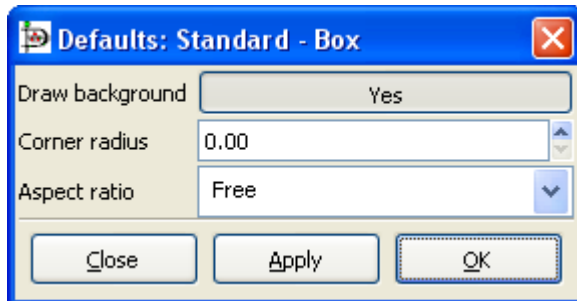 Defaults: Standard - Box
Draw background Yes
Corner radius 0.00
Aspect ratio Free
Close Apply OK